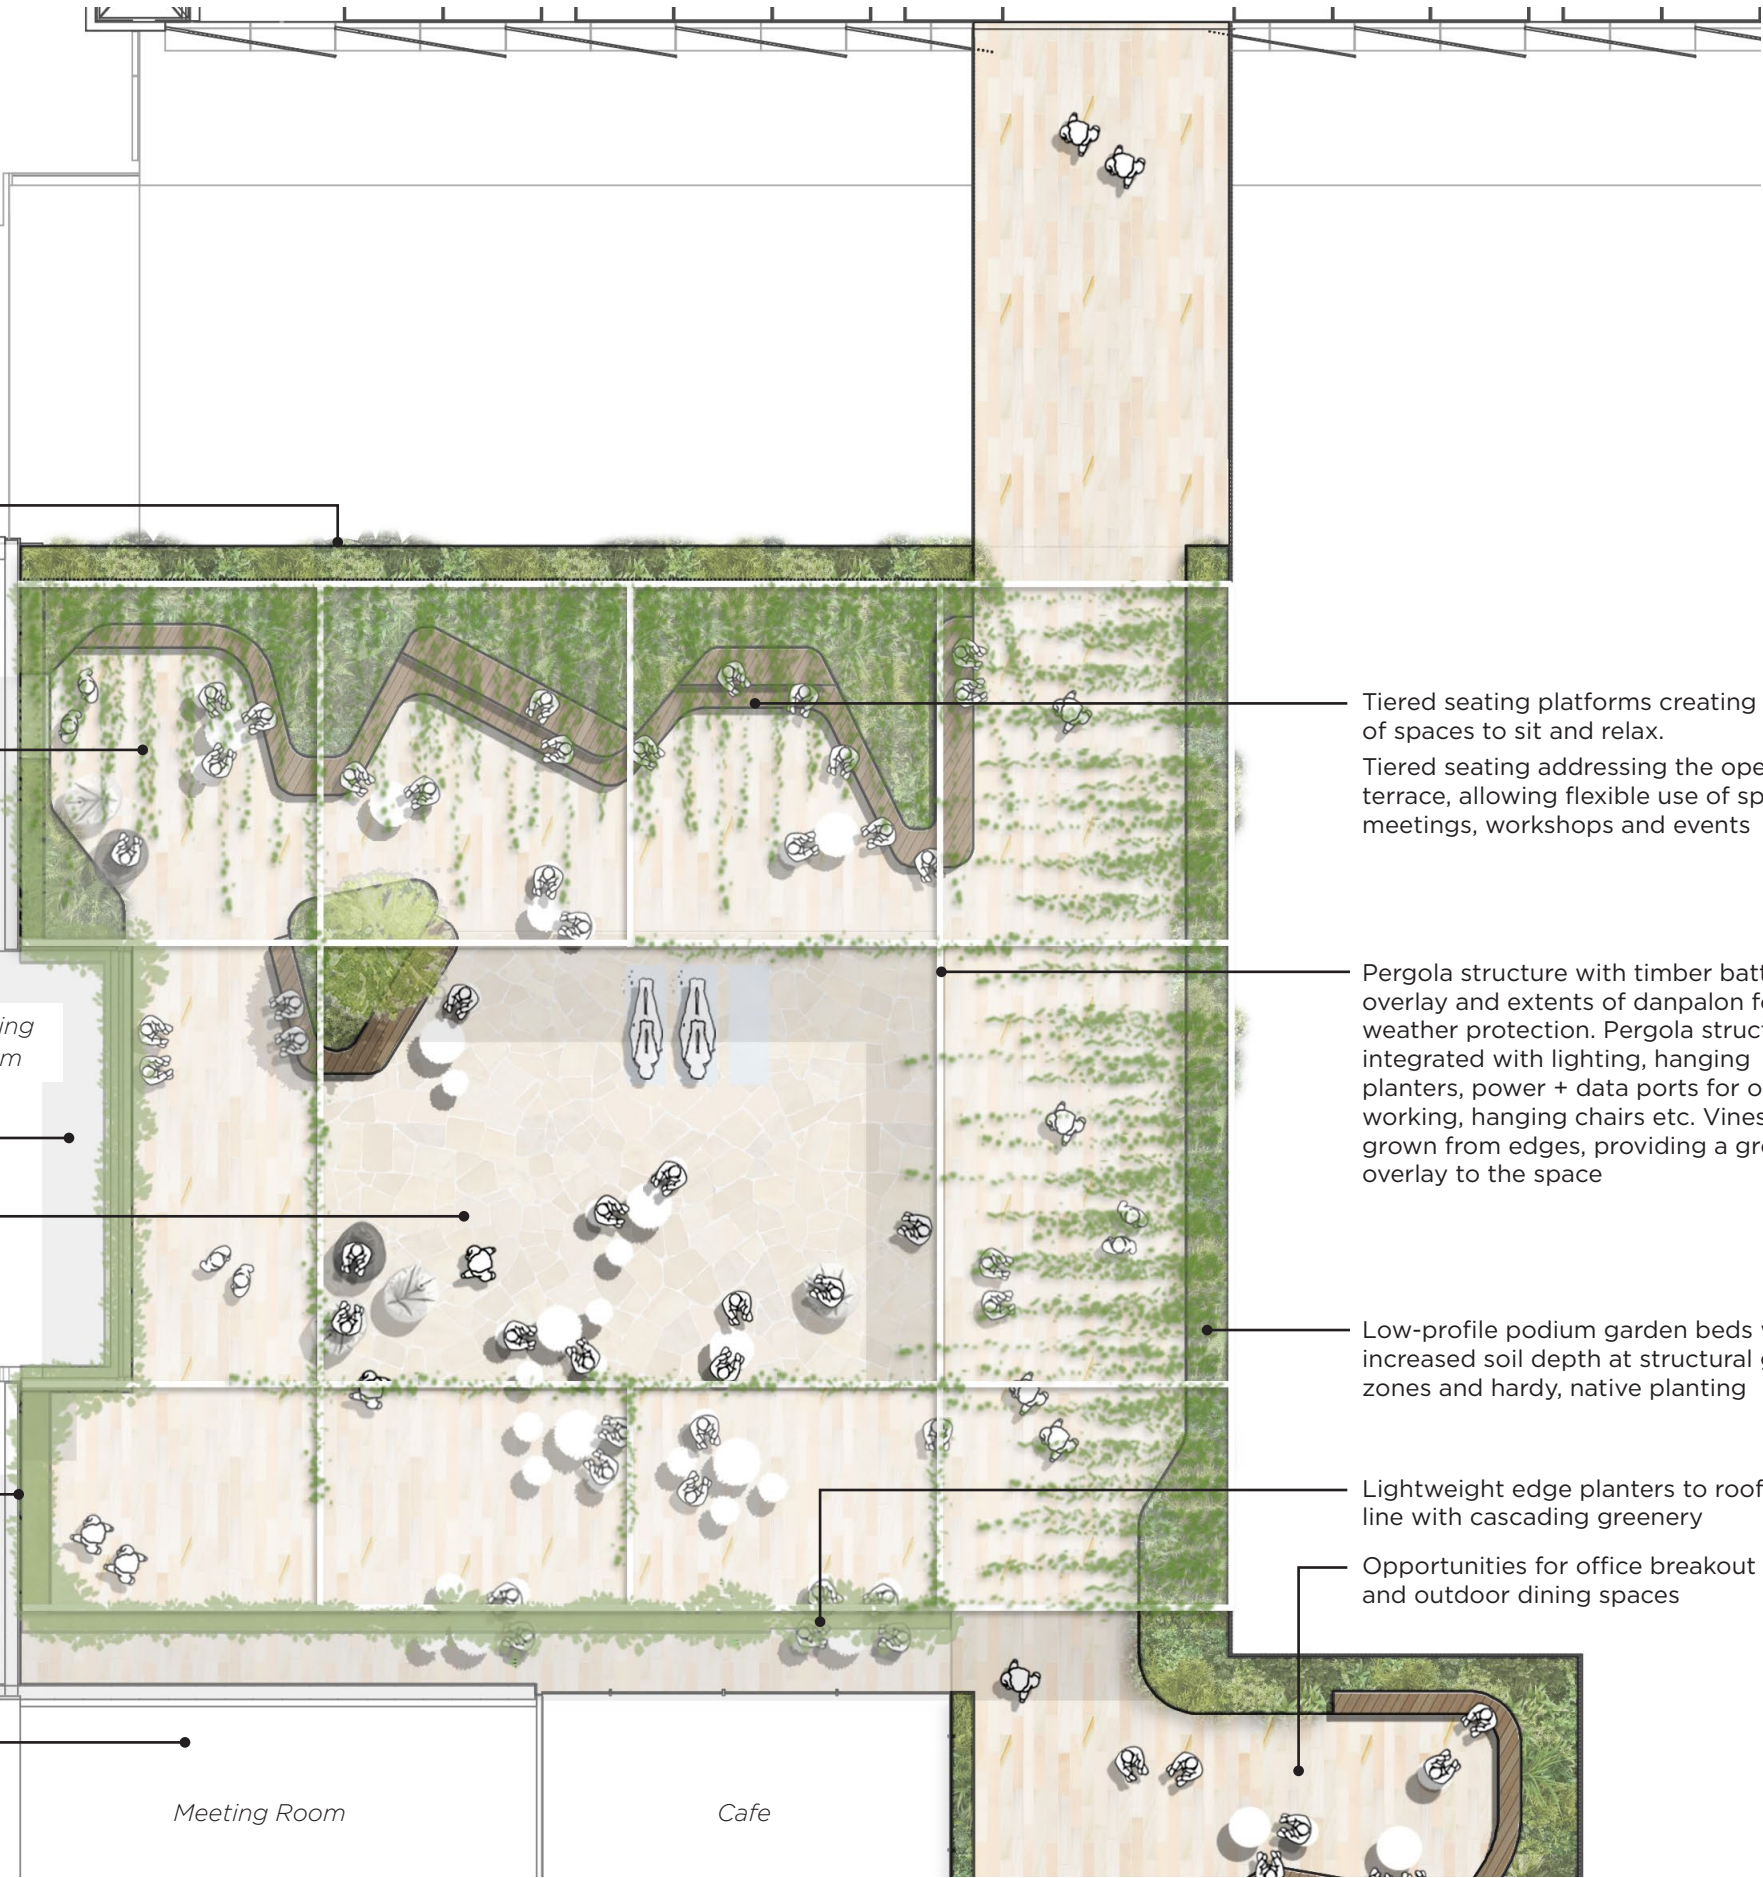 Tiered seating platforms creating
of spaces to sit and relax.
Tiered seating addressing the ope
terrace, allowing flexible use of sp
meetings, workshops and events
Pergola structure with timber batt
overlay and extents of danpalon f
weather protection. Pergola struct
integrated with lighting, hanging
planters, power + data ports for o
working, hanging chairs etc. Vines
grown from edges, providing a gr
overlay to the space
ing
m
Low-profile podium garden beds
increased soil depth at structural
zones and hardy, native planting
Lightweight edge planters to roof
line with cascading greenery
Opportunities for office breakout
and outdoor dining spaces
Meeting Room
Cafe